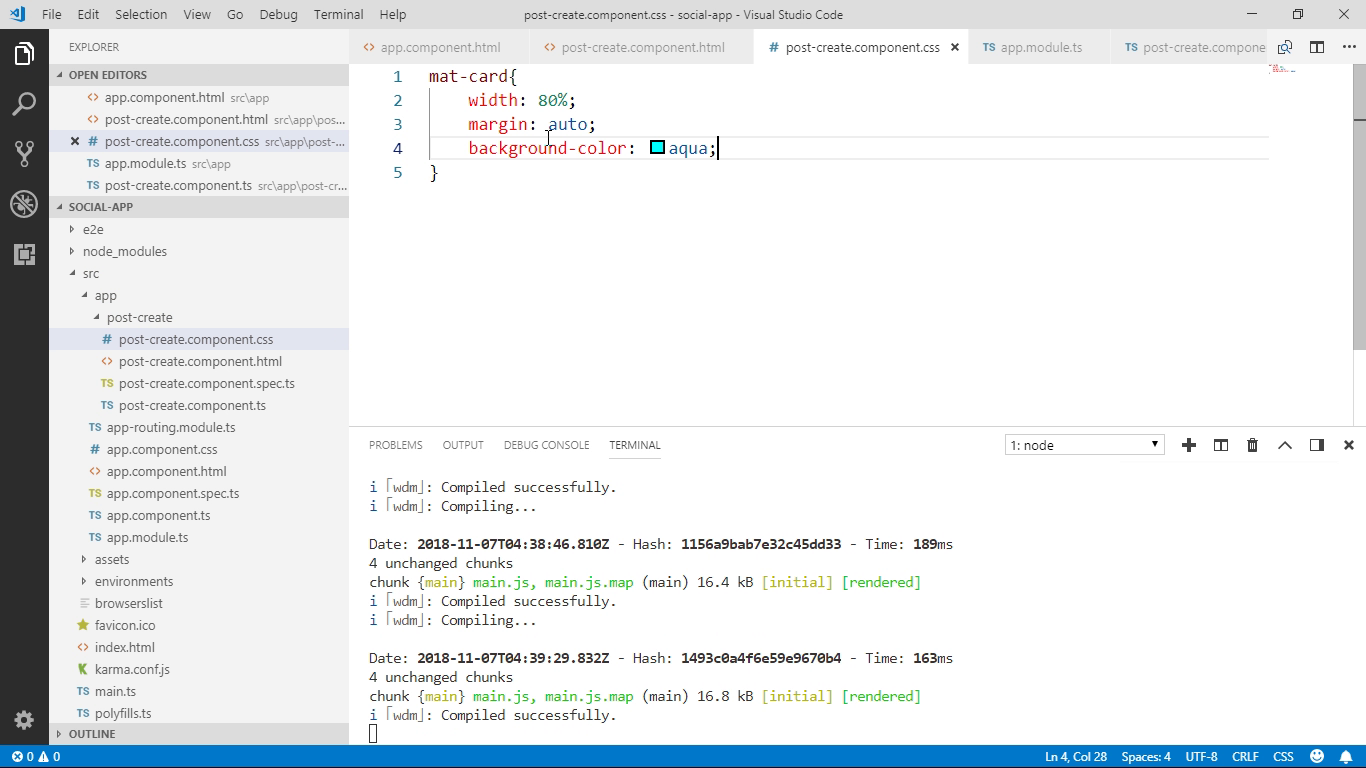 File Edit Selection View Go Debug Terminal Help
post-create.component.css - social-app - Visual Studio Code
EXPLORER
OPEN EDITORS
<> app.component.html src\app
<> post-create.component.html src\app\pos...
# post-create.component.css src\app\post-...
TS app.module.ts src\app
TS post-create.component.ts src\app\post-cr...
SOCIAL-APP
e2e
node_modules
src
app
post-create
# post-create.component.css
<> post-create.component.html
TS post-create.component.spec.ts
TS post-create.component.ts
TS app-routing.module.ts
# app.component.css
<> app.component.html
TS app.component.spec.ts
TS app.component.ts
TS app.module.ts
assets
environments
browserslist
favicon.ico
<> index.html
karma.conf.js
TS main.ts
TS polyfills.ts
OUTLINE
<> app.component.html <> post-create.component.html # post-create.component.css TS app.module.ts TS post-create.compone
1 mat-card{
2 width: 80%;
3 margin: auto;
4 background-color: aqua;
5 }
PROBLEMS OUTPUT DEBUG CONSOLE TERMINAL 1: node
i ｢wdm｣: Compiled successfully.
i ｢wdm｣: Compiling...
Date: 2018-11-07T04:38:46.810Z - Hash: 1156a9bab7e32c45dd33 - Time: 189ms
4 unchanged chunks
chunk {main} main.js, main.js.map (main) 16.4 kB [initial] [rendered]
i ｢wdm｣: Compiled successfully.
i ｢wdm｣: Compiling...
Date: 2018-11-07T04:39:29.832Z - Hash: 1493c0a4f6e59e9670b4 - Time: 163ms
4 unchanged chunks
chunk {main} main.js, main.js.map (main) 16.8 kB [initial] [rendered]
i ｢wdm｣: Compiled successfully.
0 0 Ln 4, Col 28 Spaces: 4 UTF-8 CRLF CSS